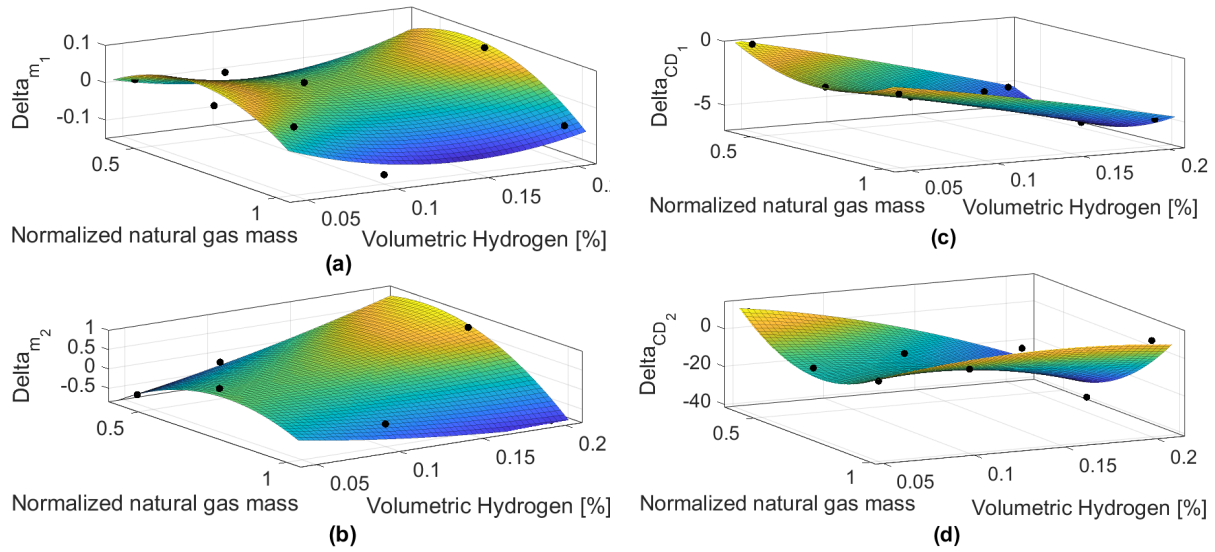 0.1
0
-0.1
Delta_m_1
0.5
1
0.05
0.1
0.15
0.2
Normalized natural gas mass
Volumetric Hydrogen [%]
(a)
0
-5
Delta_CD_1
0.5
1
0.05
0.1
0.15
0.2
Normalized natural gas mass
Volumetric Hydrogen [%]
(c)
1
0.5
0
-0.5
Delta_m_2
0.5
1
0.05
0.1
0.15
0.2
Normalized natural gas mass
Volumetric Hydrogen [%]
(b)
0
-20
-40
Delta_CD_2
0.5
1
0.05
0.1
0.15
0.2
Normalized natural gas mass
Volumetric Hydrogen [%]
(d)